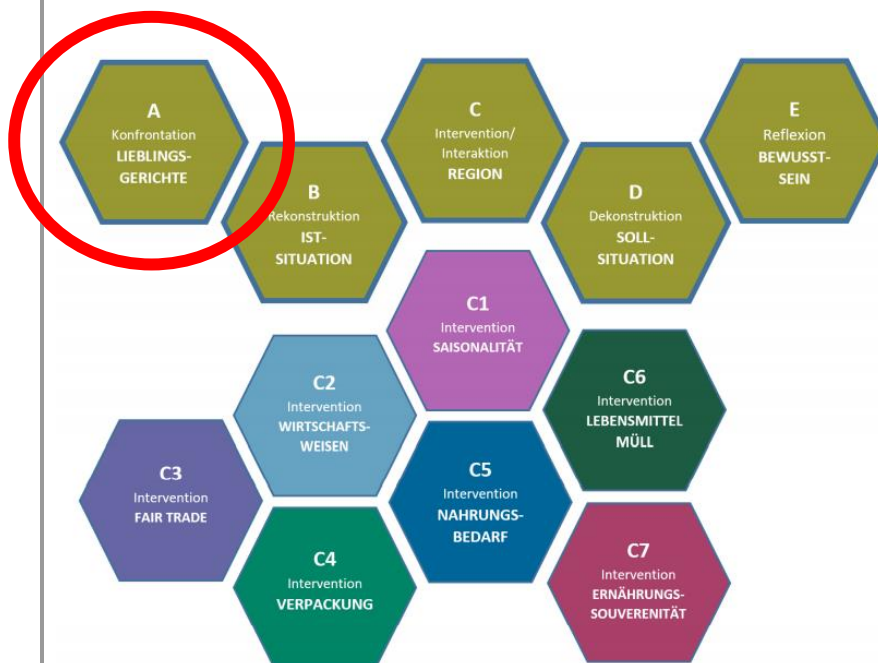 A
Konfrontation
LIEBLINGS-
GERICHTE
B
Rekonstruktion
IST-
SITUATION
C
Intervention/
Interaktion
REGION
D
Dekonstruktion
SOLL-
SITUATION
E
Reflexion
BEWUSST-
SEIN
C1
Intervention
SAISONALITÄT
C2
Intervention
WIRTSCHAFTS-
WEISEN
C3
Intervention
FAIR TRADE
C4
Intervention
VERPACKUNG
C5
Intervention
NAHRUNGS-
BEDARF
C6
Intervention
LEBENSMITTEL
MÜLL
C7
Intervention
ERNÄHRUNGS-
SOUVERENITÄT